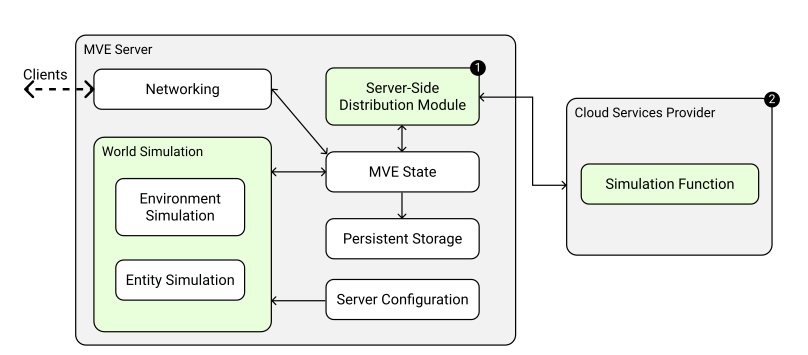 MVE Server
Clients
Networking
1
Server-Side
Distribution Module
2
Cloud Services Provider
World Simulation
MVE State
Simulation Function
Environment
Simulation
Persistent Storage
Entity Simulation
Server Configuration